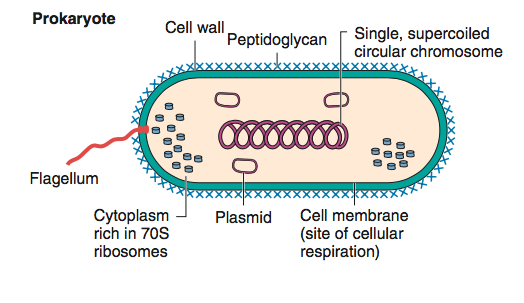 Prokaryote
Cell wall
Peptidoglycan
Single, supercoiled
circular chromosome
Flagellum
Cytoplasm
rich in 70S
ribosomes
Plasmid
Cell membrane
(site of cellular
respiration)